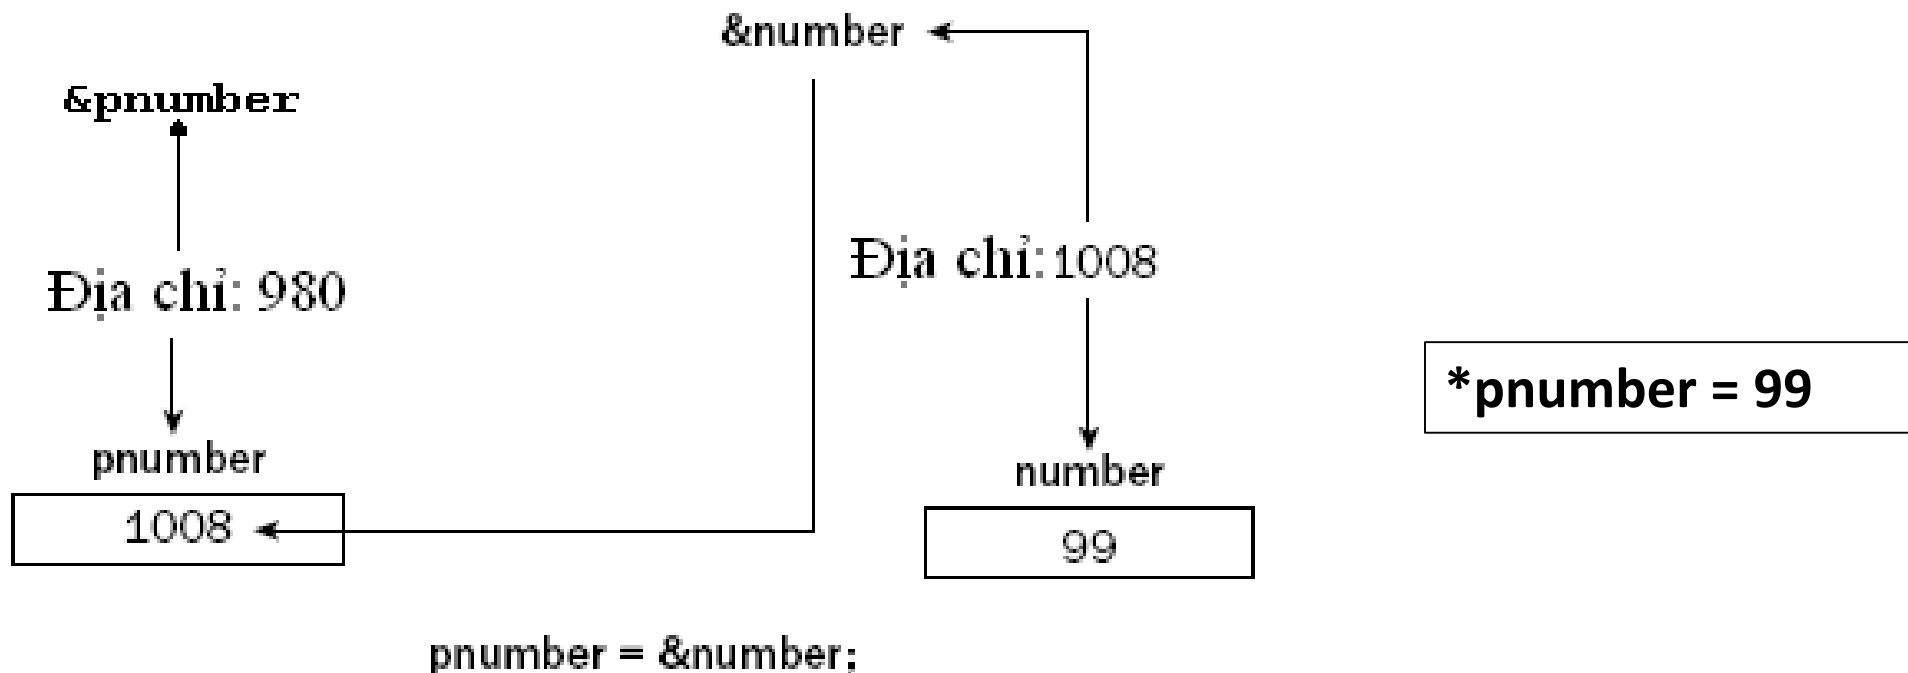 &number
&pnumber
Địa chỉ: 980
Địa chỉ:1008
*pnumber = 99
pnumber
number
1008
99
pnumber = &number;